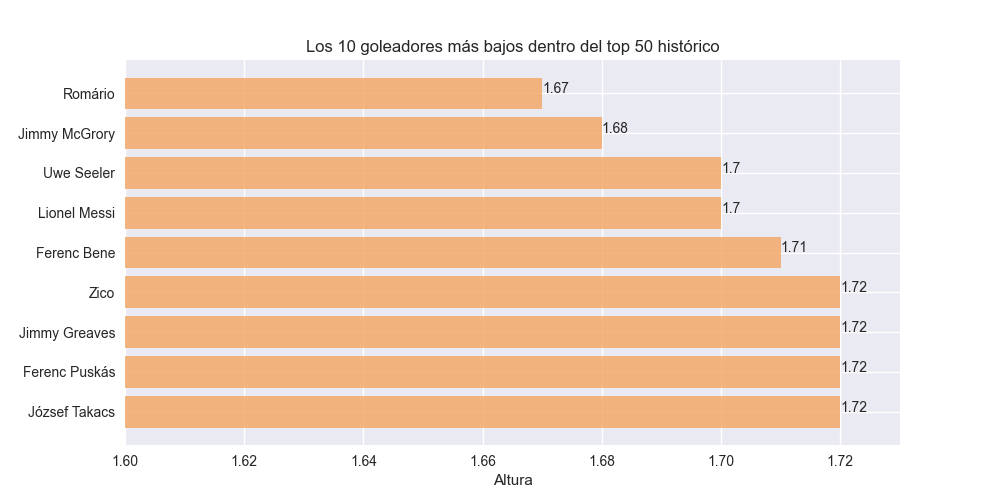 Los 10 goleadores más bajos dentro del top 50 histórico
Romário 1.67
Jimmy McGrory 1.68
Uwe Seeler 1.7
Lionel Messi 1.7
Ferenc Bene 1.71
Zico 1.72
Jimmy Greaves 1.72
Ferenc Puskás 1.72
József Takacs 1.72
1.60 1.62 1.64 1.66 1.68 1.70 1.72
Altura